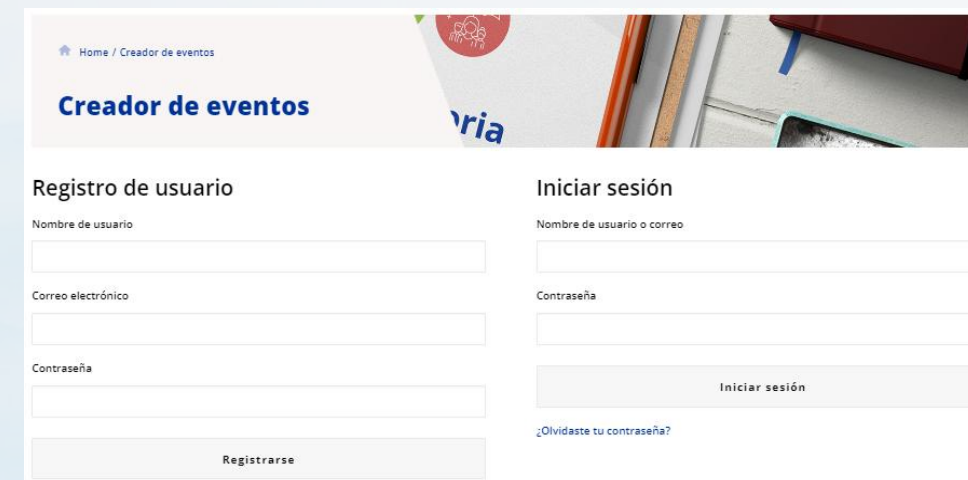 Home / Creador de eventos
Creador de eventos
oria
Registro de usuario
Nombre de usuario
Correo electrónico
Contraseña
Registrarse
Iniciar sesión
Nombre de usuario o correo
Contraseña
Iniciar sesión
¿Olvidaste tu contraseña?